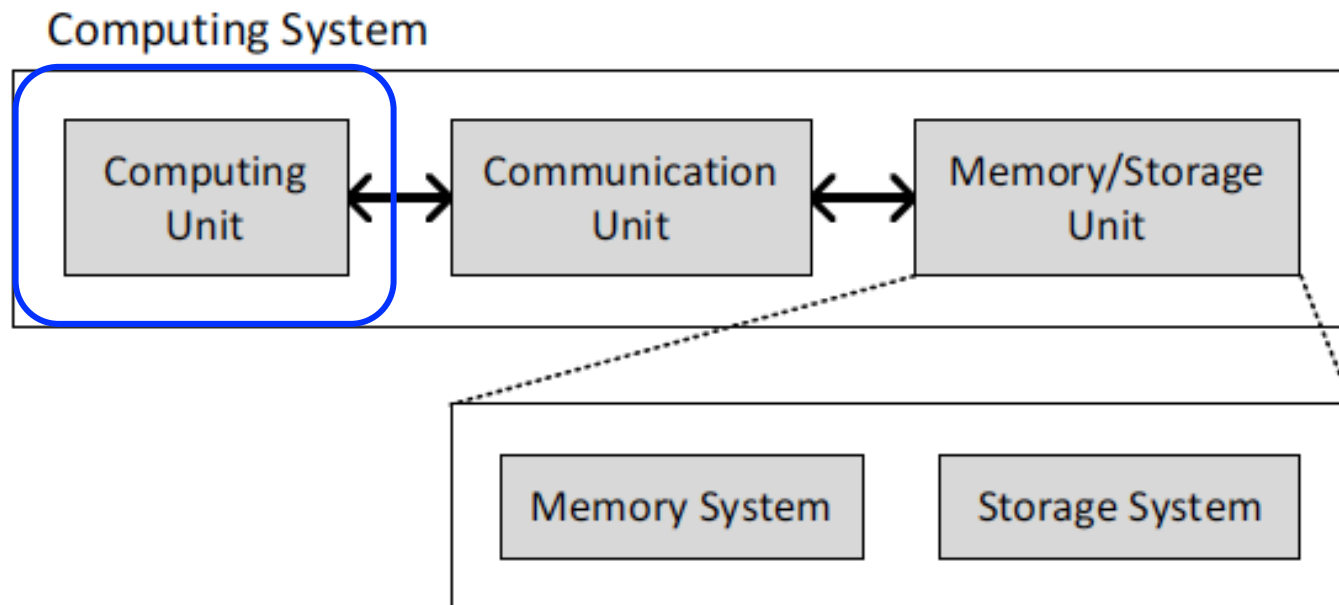 Computing System
Computing
Unit
Communication
Unit
Memory/Storage
Unit
Memory System
Storage System